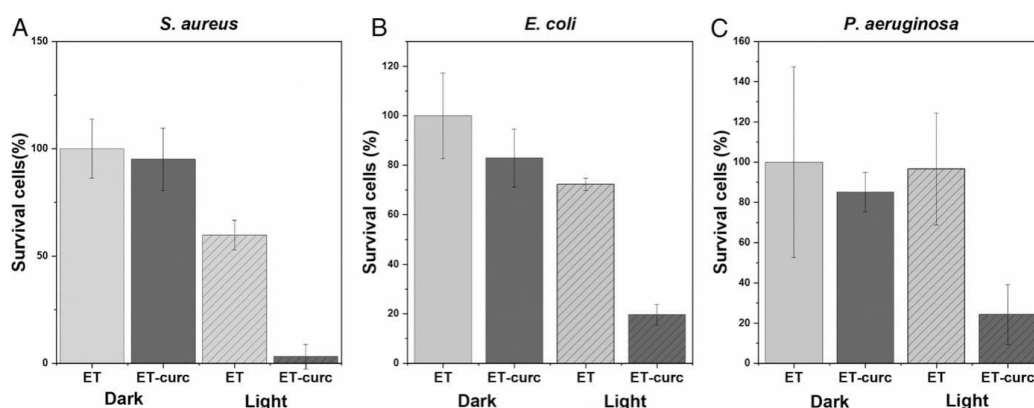 A
S. aureus
Survival cells(%)
150
100
50
0
ET
ET-curc
ET
ET-curc
Dark
Light
B
E. coli
Survival cells (%)
120
100
80
60
40
20
0
ET
ET-curc
ET
ET-curc
Dark
Light
C
P. aeruginosa
Survival cells (%)
160
140
120
100
80
60
40
20
0
ET
ET-curc
ET
ET-curc
Dark
Light